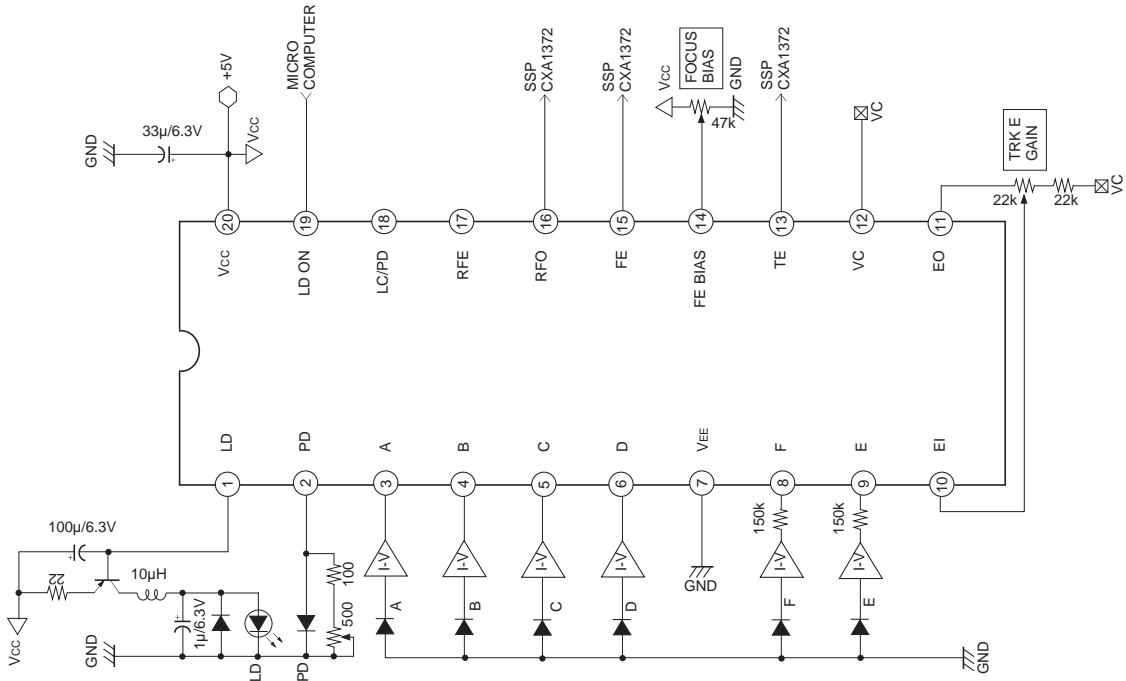 GND
33µ/6.3V
+
+5V
Vcc
MICRO
COMPUTER
SSP
CXA1372
SSP
CXA1372
Vcc
FOCUS
BIAS
GND
47k
SSP
CXA1372
VC
TRK E
GAIN
22k
22k
VC
20
19
18
17
16
15
14
13
12
11
Vcc
LD ON
LC/PD
RFE
RFO
FE
FE BIAS
TE
VC
EO
LD
PD
A
B
C
D
VEE
F
E
EI
1
2
3
4
5
6
7
8
9
10
100µ/6.3V
+
22
10µH
Vcc
GND
+
1µ/6.3V
LD
PD
100
500
I-V
I-V
I-V
I-V
GND
150k
I-V
150k
I-V
A
B
C
D
F
E
GND